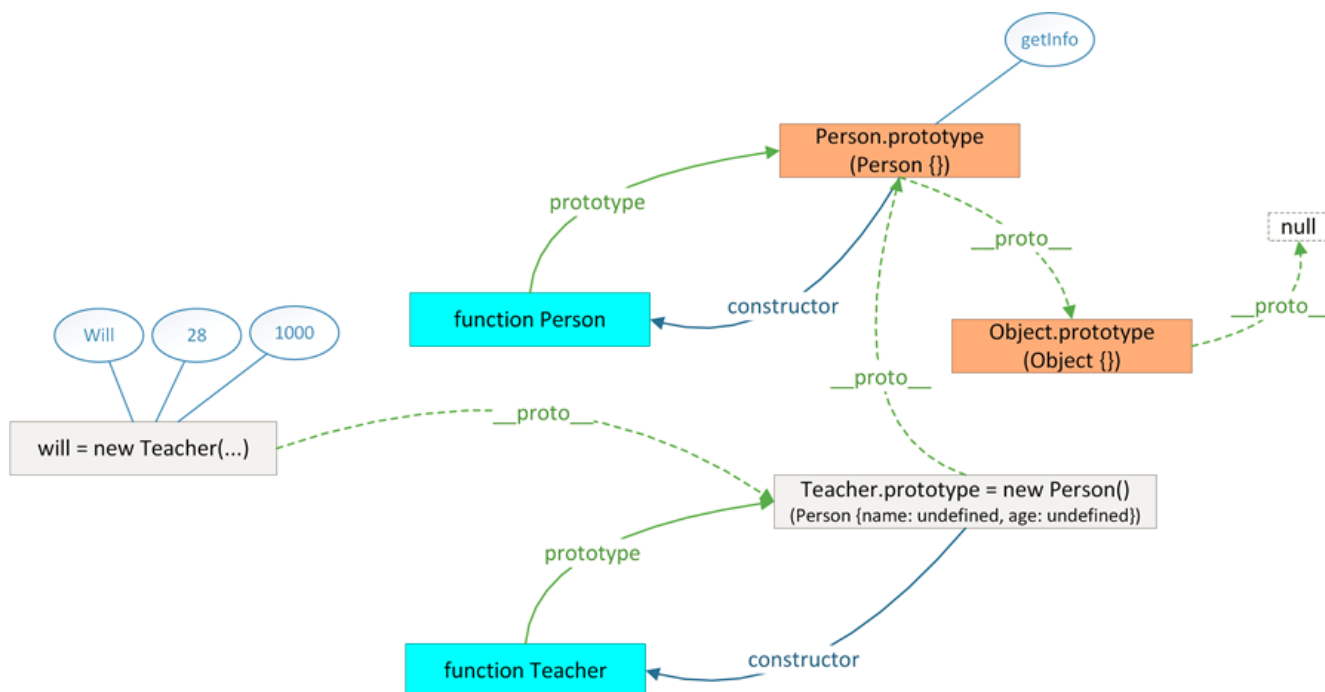 getInfo
Person.prototype
(Person {})
prototype
__proto__
null
constructor
__proto__
function Person
Will
28
1000
Object.prototype
(Object {})
__proto__
__proto__
will = new Teacher(...)
Teacher.prototype = new Person()
(Person {name: undefined, age: undefined})
prototype
constructor
function Teacher